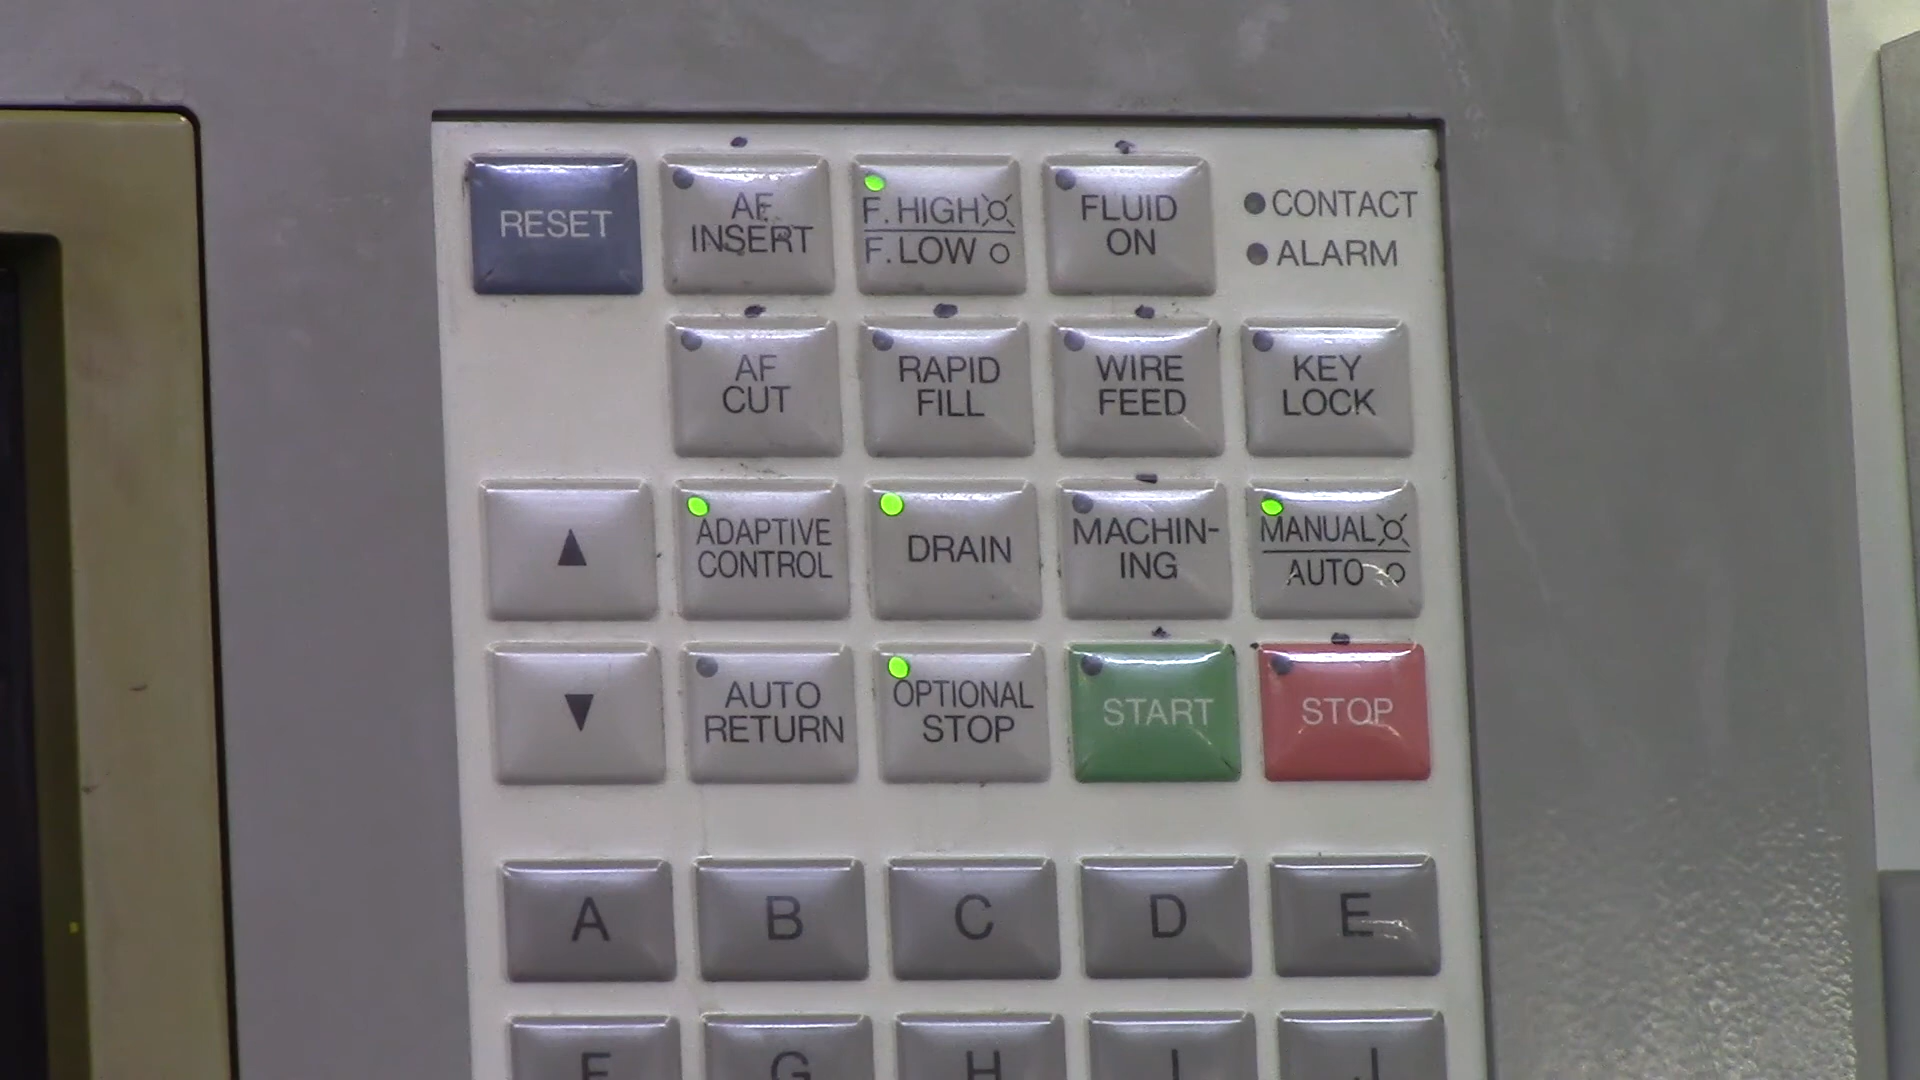 RESET
AF
INSERT
F. HIGH
F. LOW
FLUID
ON
CONTACT
ALARM
AF
CUT
RAPID
FILL
WIRE
FEED
KEY
LOCK
ADAPTIVE
CONTROL
DRAIN
MACHIN-
ING
MANUAL
AUTO
AUTO
RETURN
OPTIONAL
STOP
START
STOP
A
B
C
D
E
F
G
H
I
J